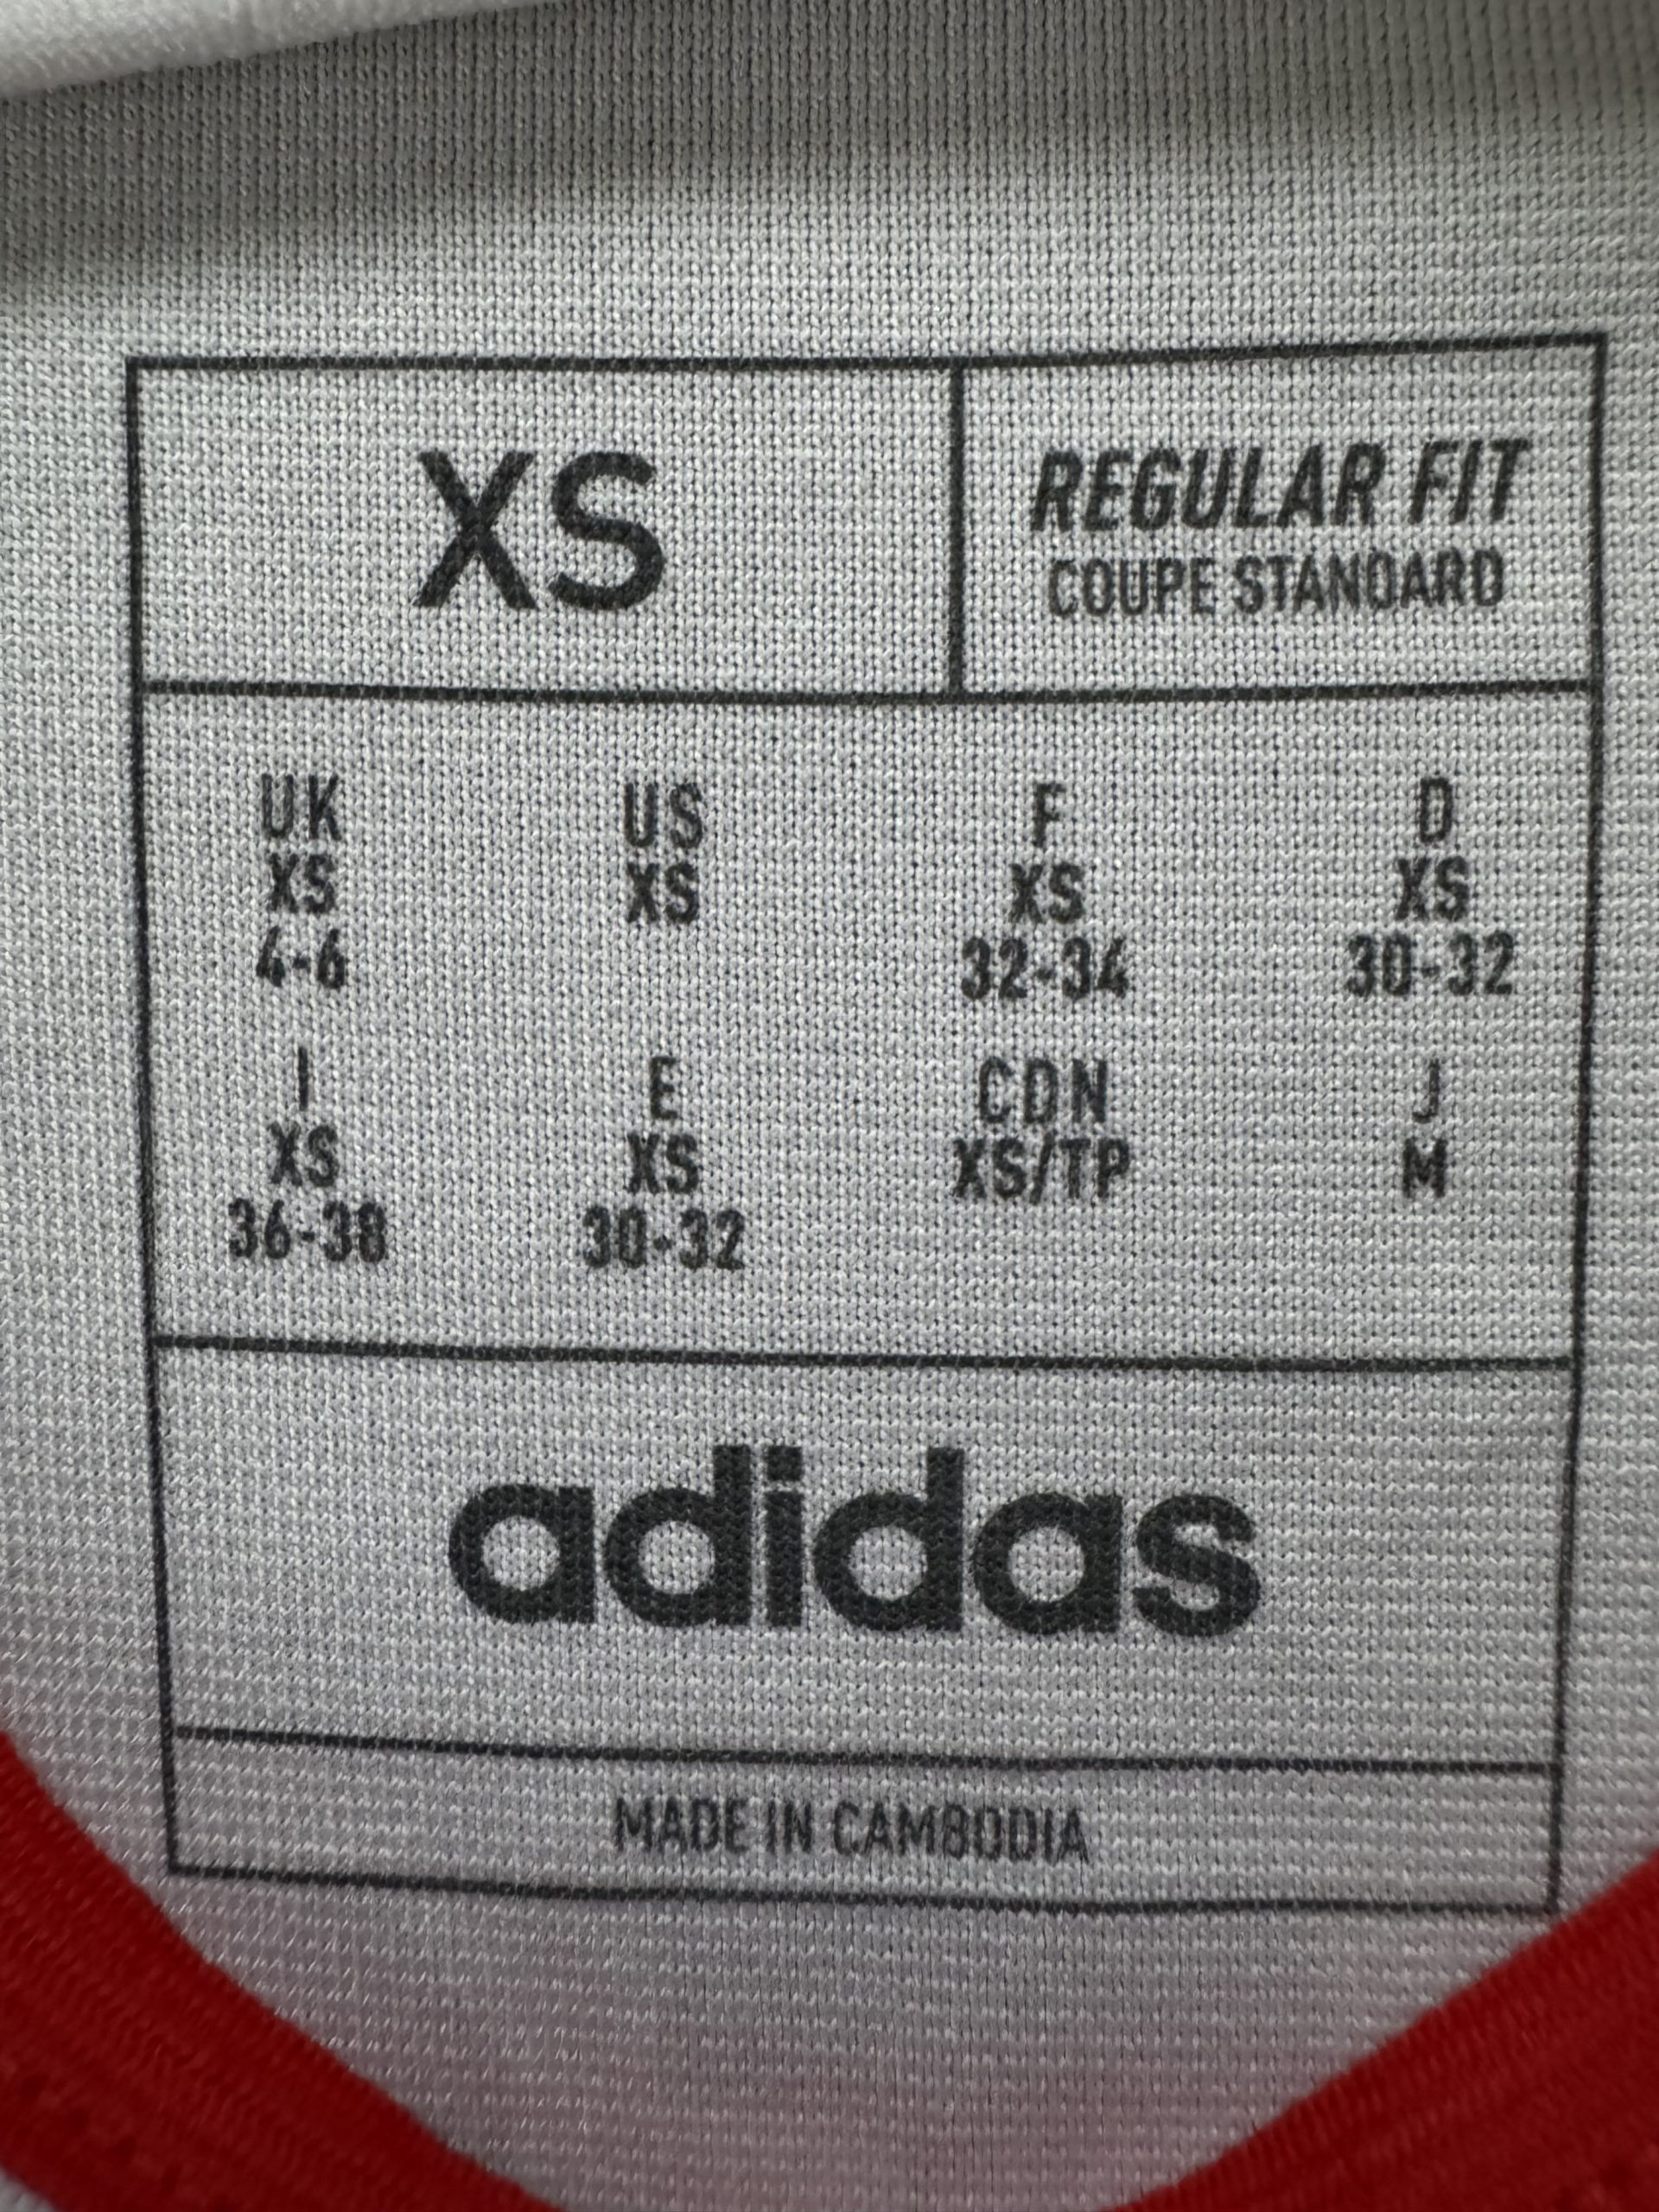 XS
REGULAR FIT
COUPE STANDARD
UK US F D
XS XS XS XS
4-6 32-34 30-32
I E CDN J
XS XS XS/TP M
36-38 30-32
adidas
MADE IN CAMBODIA